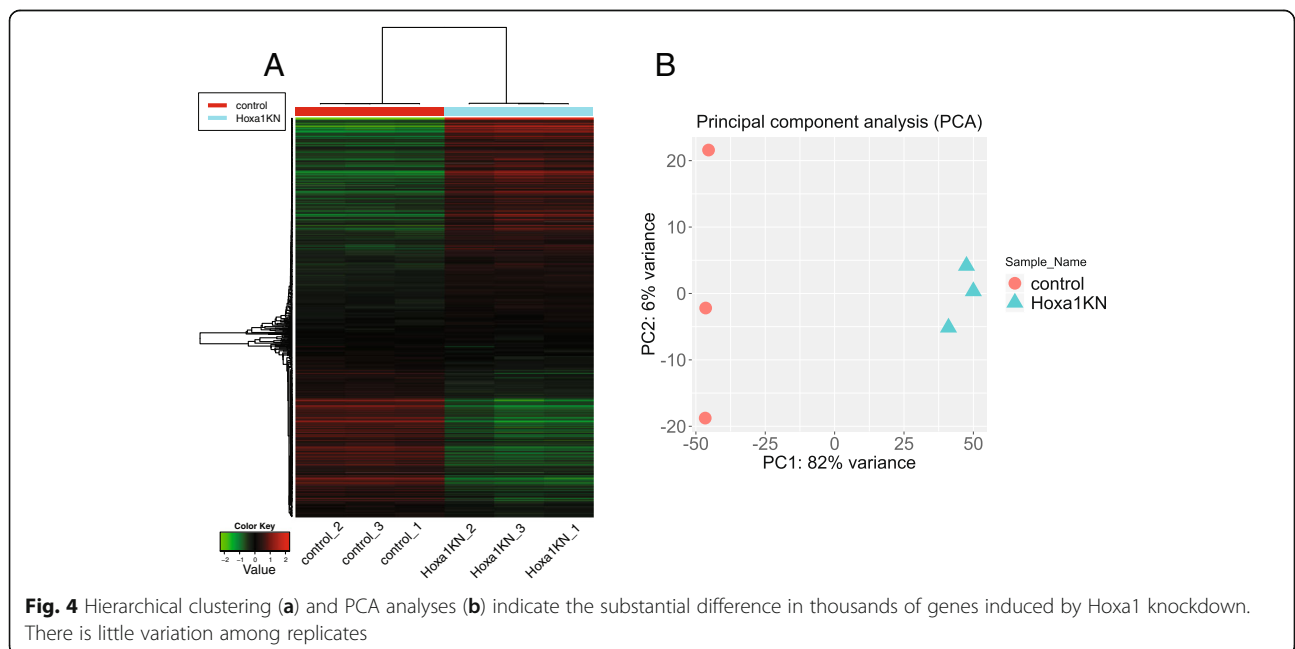 A
control
Hoxa1KN
Color Key
−2 −1 0 1 2
Value
control_2
control_3
control_1
Hoxa1KN_2
Hoxa1KN_3
Hoxa1KN_1
B
Principal component analysis (PCA)
PC2: 6% variance
20
10
0
-10
-20
-50 -25 0 25 50
PC1: 82% variance
Sample_Name
control
Hoxa1KN
Fig. 4 Hierarchical clustering (a) and PCA analyses (b) indicate the substantial difference in thousands of genes induced by Hoxa1 knockdown.
There is little variation among replicates